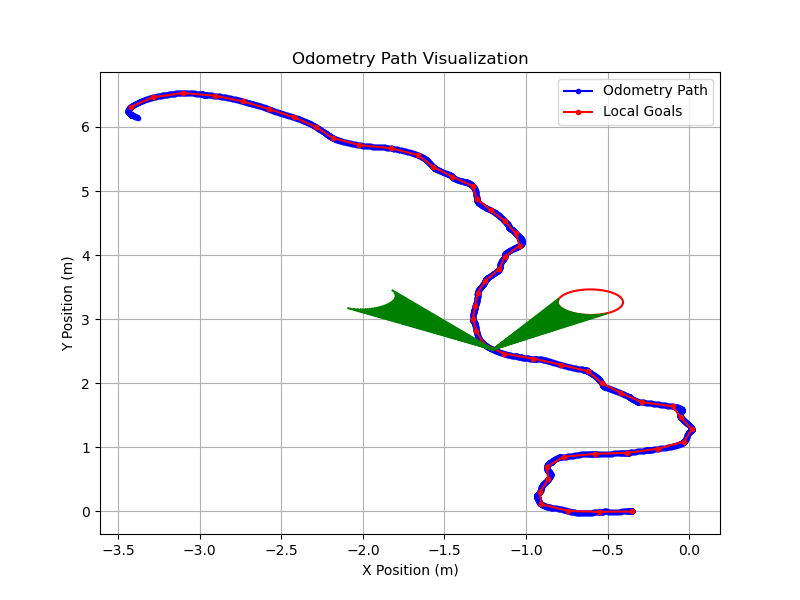 Odometry Path Visualization
Odometry Path
Local Goals
Y Position (m)
6
5
4
3
2
1
0
−3.5 −3.0 −2.5 −2.0 −1.5 −1.0 −0.5 0.0
X Position (m)